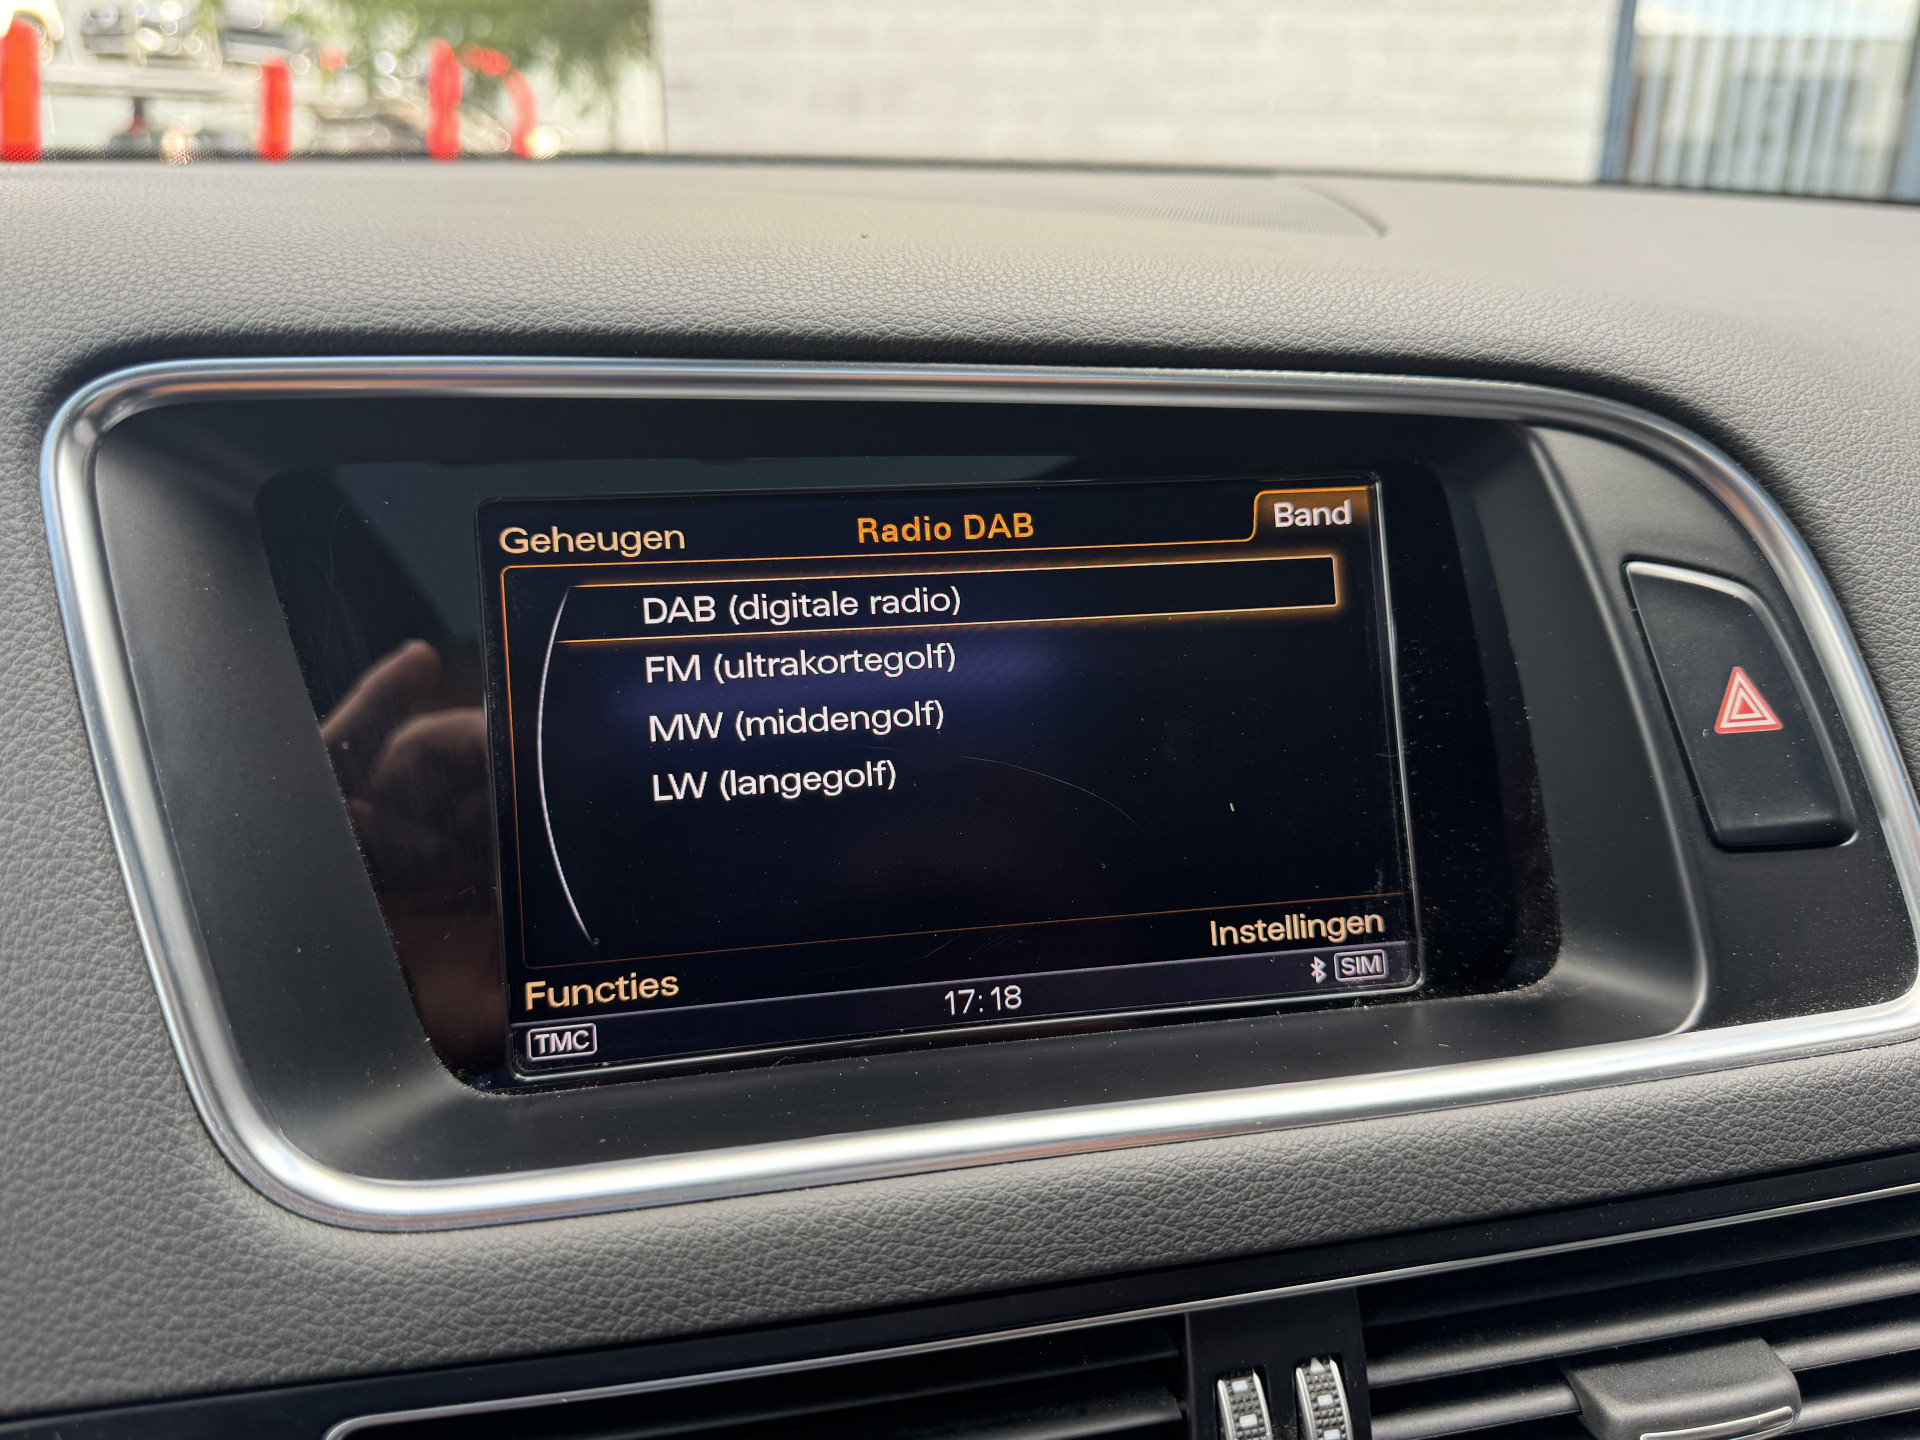 Geheugen
Radio DAB
Band
DAB (digitale radio)
FM (ultrakortegolf)
MW (middengolf)
LW (langegolf)
Instellingen
Functies
17:18
SIM
TMC